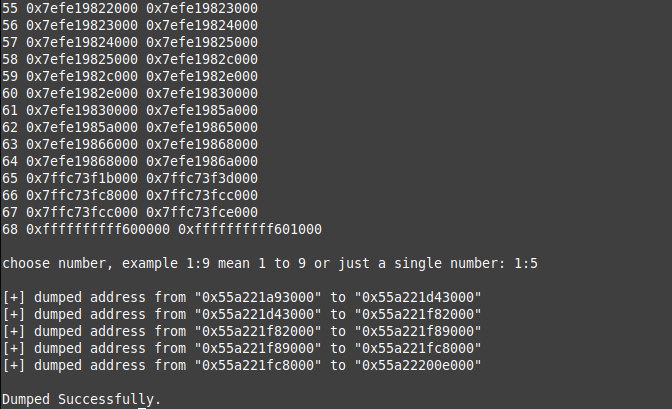 55 0x7efe19822000 0x7efe19823000
56 0x7efe19823000 0x7efe19824000
57 0x7efe19824000 0x7efe19825000
58 0x7efe19825000 0x7efe1982c000
59 0x7efe1982c000 0x7efe1982e000
60 0x7efe1982e000 0x7efe19830000
61 0x7efe19830000 0x7efe1985a000
62 0x7efe1985a000 0x7efe19865000
63 0x7efe19866000 0x7efe19868000
64 0x7efe19868000 0x7efe1986a000
65 0x7ffc73f1b000 0x7ffc73f3d000
66 0x7ffc73fc8000 0x7ffc73fcc000
67 0x7ffc73fcc000 0x7ffc73fce000
68 0xffffffffff600000 0xffffffffff601000
choose number, example 1:9 mean 1 to 9 or just a single number: 1:5
[+] dumped address from "0x55a221a93000" to "0x55a221d43000"
[+] dumped address from "0x55a221d43000" to "0x55a221f82000"
[+] dumped address from "0x55a221f82000" to "0x55a221f89000"
[+] dumped address from "0x55a221f89000" to "0x55a221fc8000"
[+] dumped address from "0x55a221fc8000" to "0x55a22200e000"
Dumped Successfully.